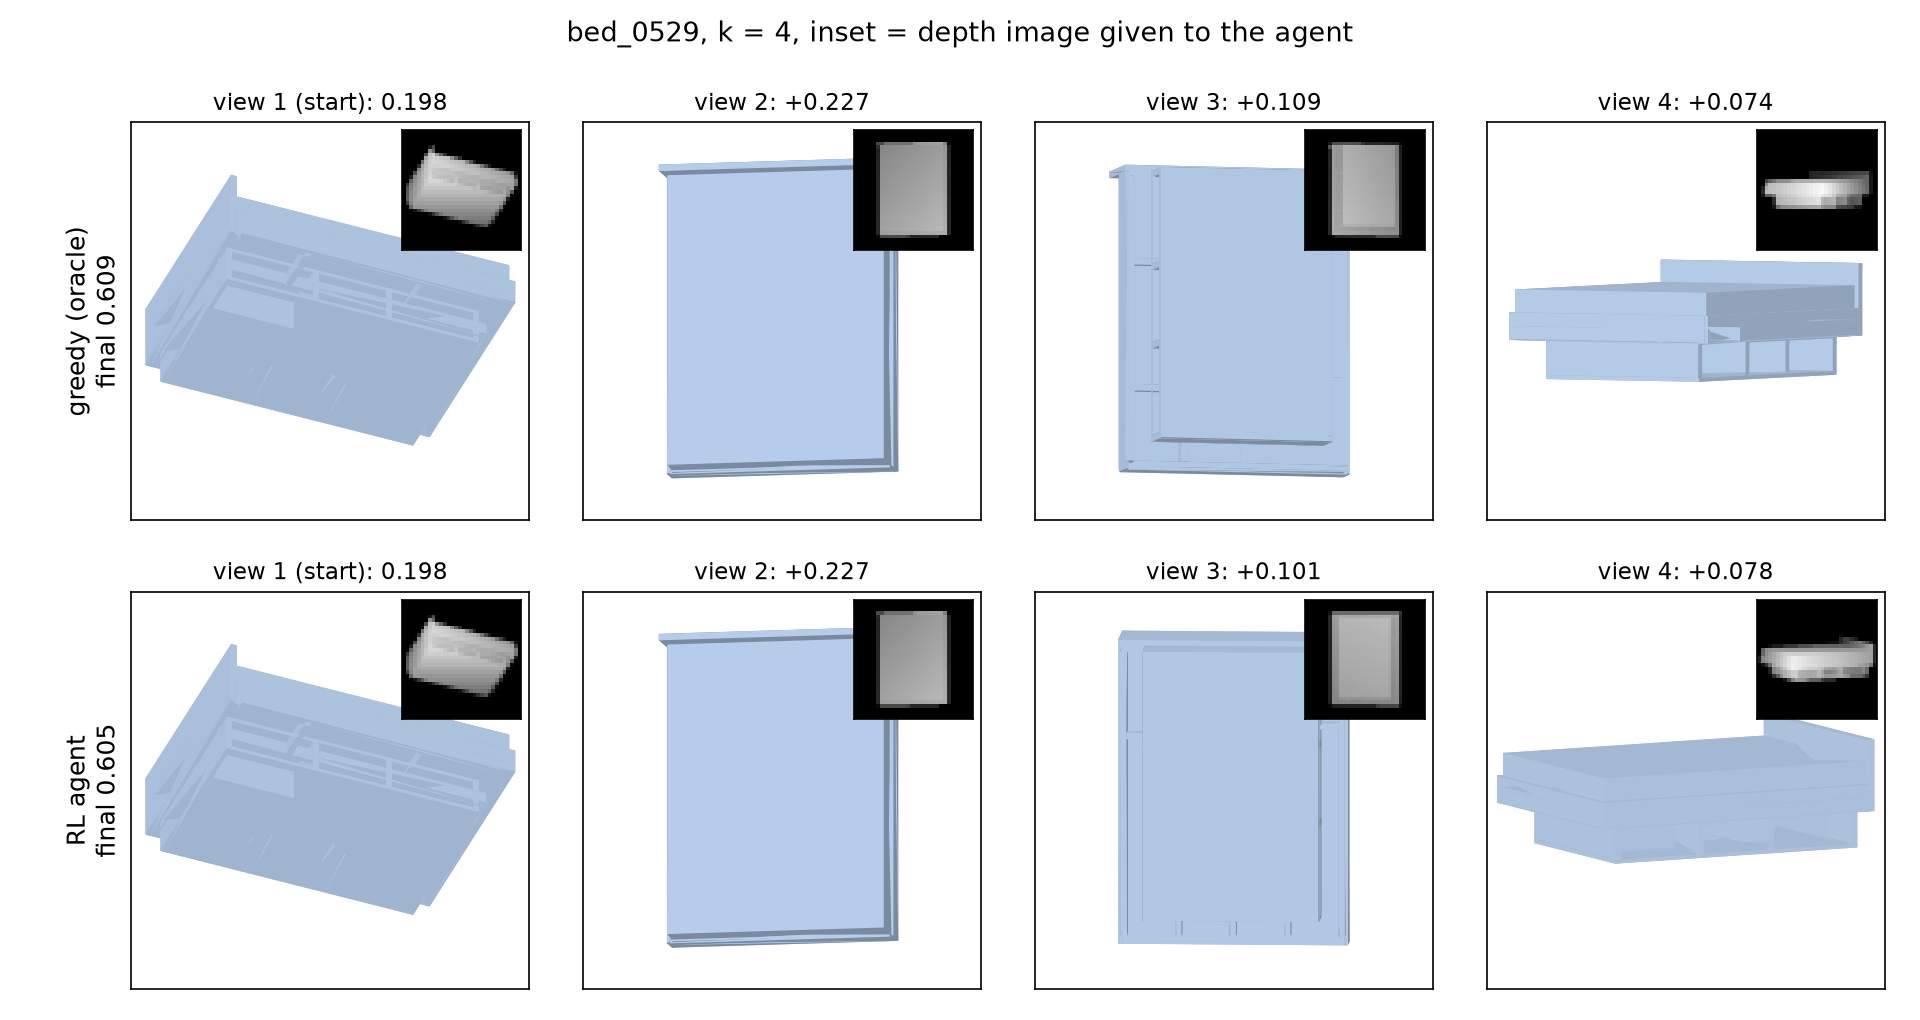 bed_0529, k = 4, inset = depth image given to the agent
view 1 (start): 0.198
view 2: +0.227
view 3: +0.109
view 4: +0.074
greedy (oracle)
final 0.609
view 1 (start): 0.198
view 2: +0.227
view 3: +0.101
view 4: +0.078
RL agent
final 0.605